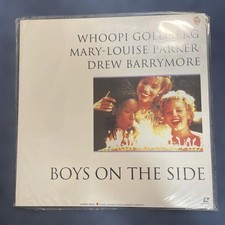 WHOOPI GOLDBERG
MARY-LOUISE PARKER
DREW BARRYMORE
BOYS ON THE SIDE